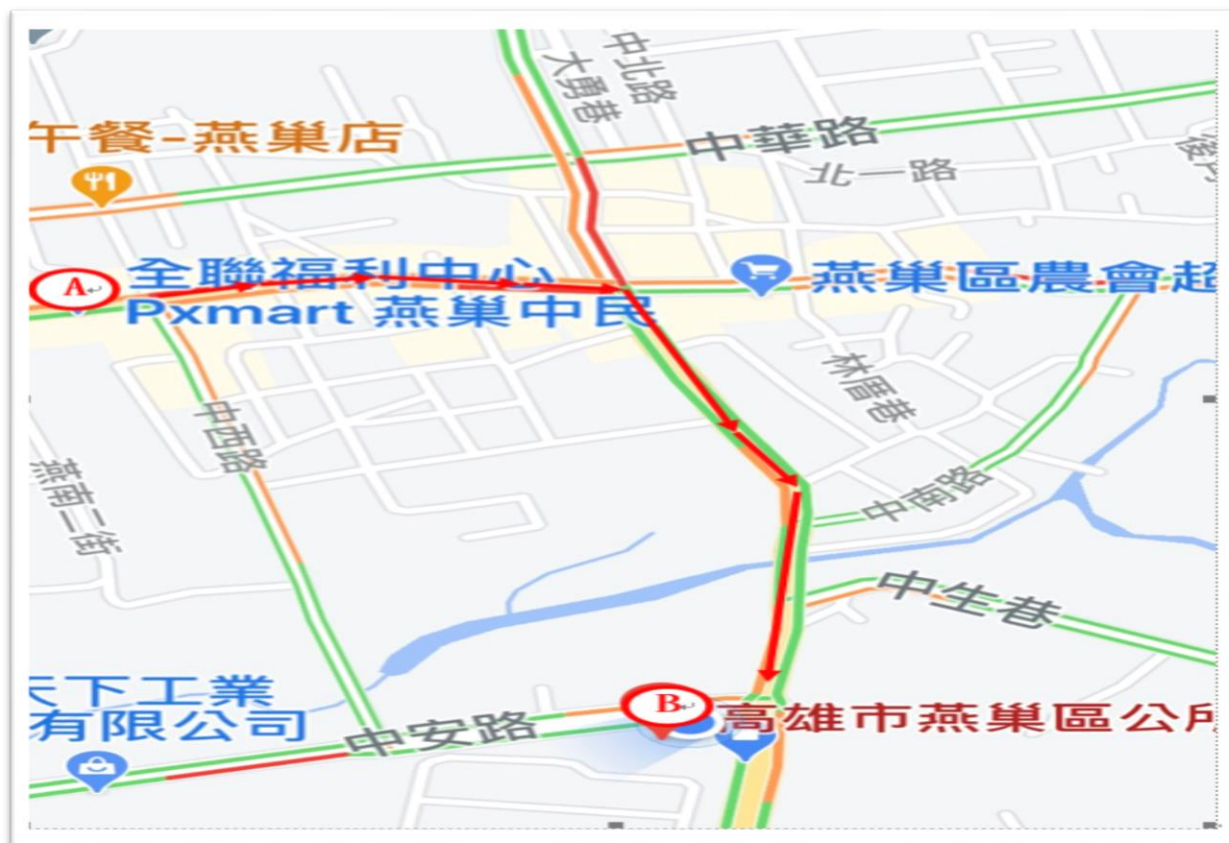 中北路
大勇巷
午餐-燕巢店
中華路
北一路
A
全聯福利中心
Pxmart 燕巢中民
燕巢區農會超
林厝巷
中西路
燕南二街
中南路
中生巷
天下工業
有限公司
中安路
B
高雄市燕巢區公所